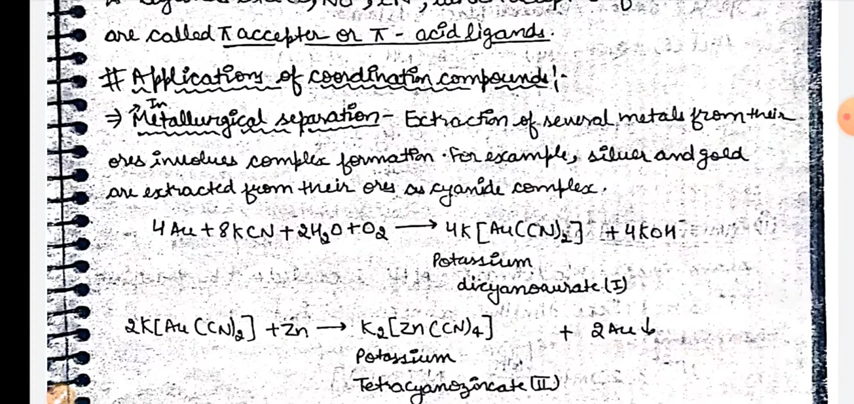 are called π accepter or π - acid ligands.
# Applications of coordination compounds:-
⇒ In Metallurgical separation - Extraction of several metals from their
ores involves complex formation. For example, silver and gold
are extracted from their ores as cyanide complex.
4Au + 8KCN + 2H₂O + O₂ ⟶ 4K[Au(CN)₂] + 4KOH
Potassium
dicyanoaurate (I)
2K[Au(CN)₂] + Zn ⟶ K₂[Zn(CN)₄] + 2Au↓
Potassium
Tetracyanozincate (II)